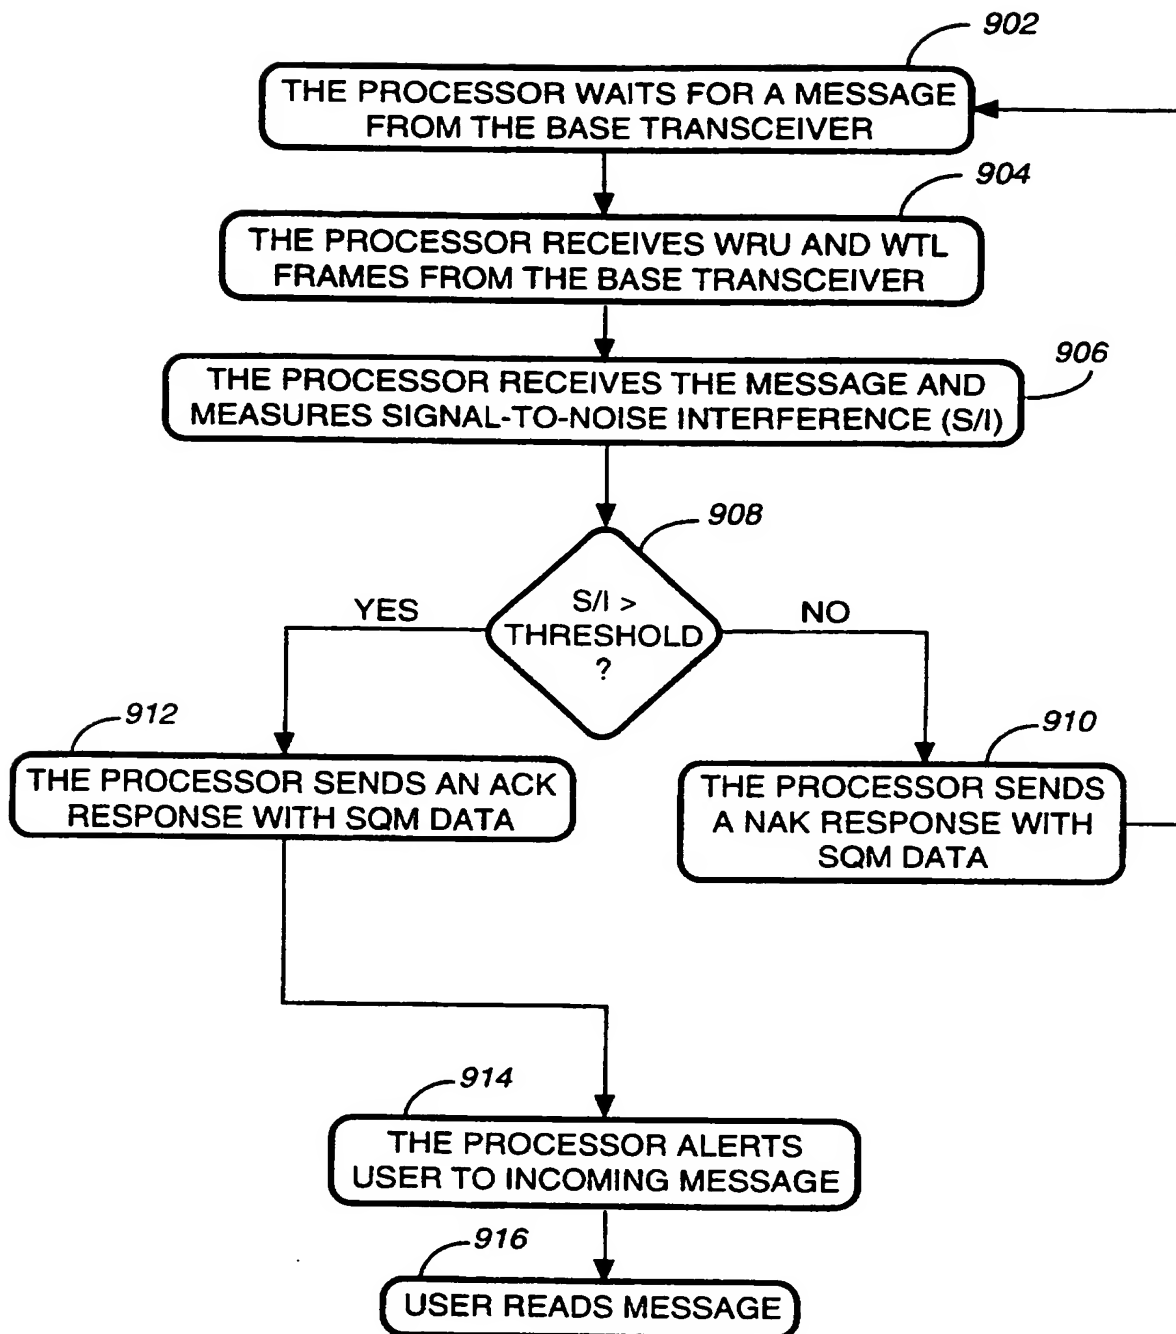 902
THE PROCESSOR WAITS FOR A MESSAGE
FROM THE BASE TRANSCEIVER
904
THE PROCESSOR RECEIVES WRU AND WTL
FRAMES FROM THE BASE TRANSCEIVER
906
THE PROCESSOR RECEIVES THE MESSAGE AND
MEASURES SIGNAL-TO-NOISE INTERFERENCE (S/I)
908
S/I >
THRESHOLD
?
YES
NO
912
THE PROCESSOR SENDS AN ACK
RESPONSE WITH SQM DATA
910
THE PROCESSOR SENDS
A NAK RESPONSE WITH
SQM DATA
914
THE PROCESSOR ALERTS
USER TO INCOMING MESSAGE
916
USER READS MESSAGE